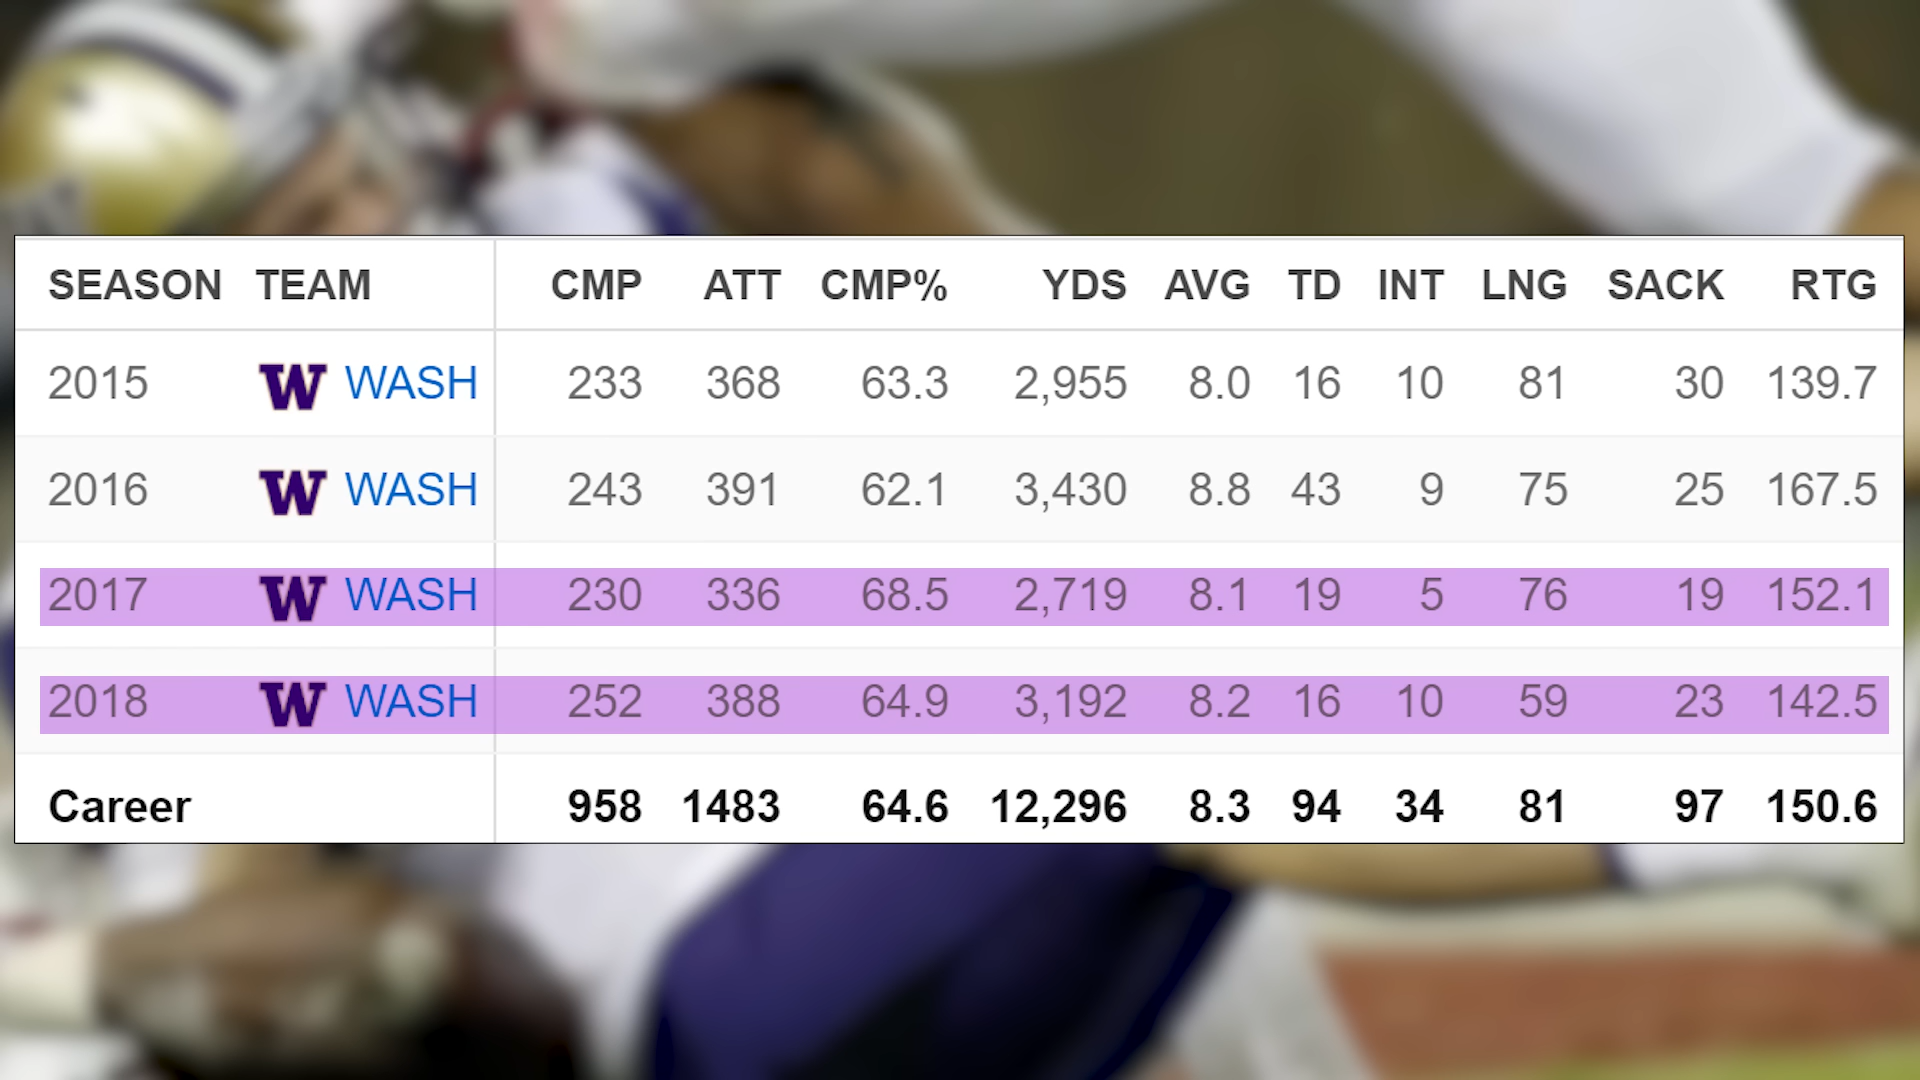 SEASON TEAM CMP ATT CMP% YDS AVG TD INT LNG SACK RTG
2015 W WASH 233 368 63.3 2,955 8.0 16 10 81 30 139.7
2016 W WASH 243 391 62.1 3,430 8.8 43 9 75 25 167.5
2017 W WASH 230 336 68.5 2,719 8.1 19 5 76 19 152.1
2018 W WASH 252 388 64.9 3,192 8.2 16 10 59 23 142.5
Career 958 1483 64.6 12,296 8.3 94 34 81 97 150.6